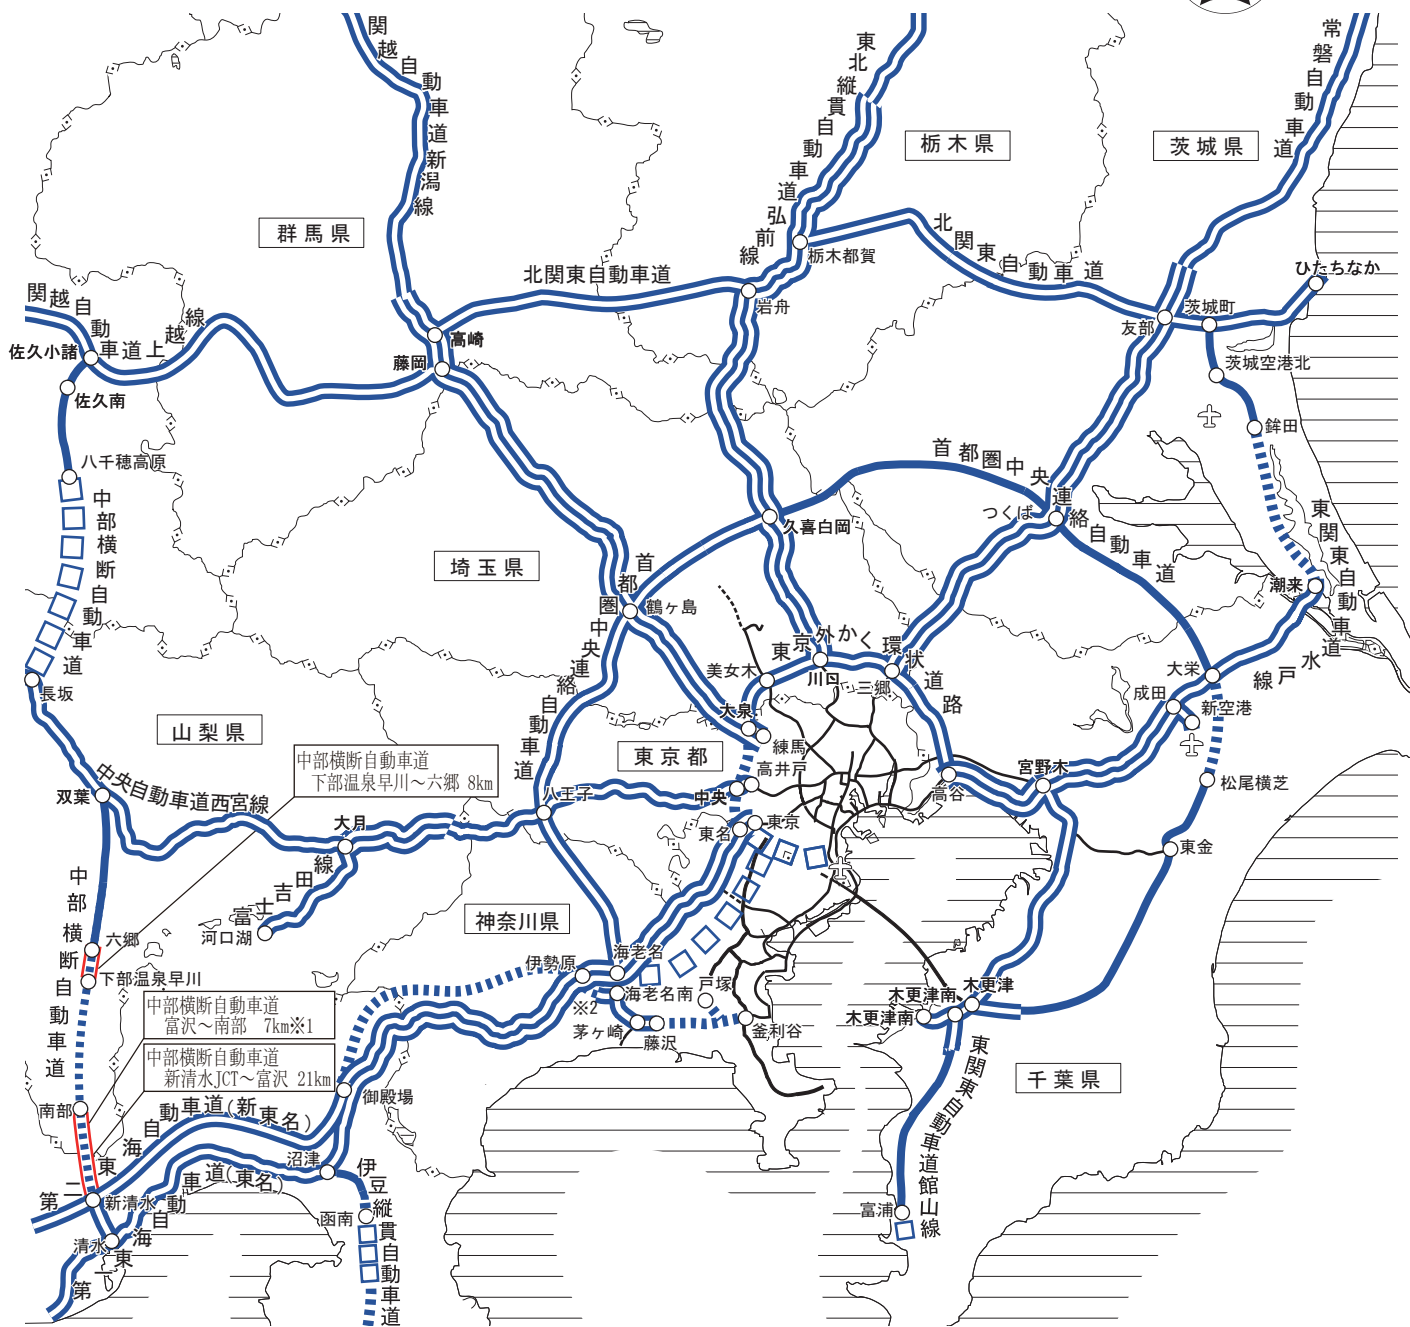 関越自動車道新潟線
東北縦貫自動車道弘前線
常磐自動車道
栃木県
茨城県
群馬県
北関東自動車道
栃木都賀
北関東自動車道
ひたちなか
岩舟
友部
茨城町
茨城空港北
鉾田
関越自動車道上越線
佐久小諸
佐久南
高崎
藤岡
八千穂高原
中部横断自動車道
首都圏中央連絡自動車道
つくば
久喜白岡
埼玉県
東関東自動車道水戸線
潮来
首都圏中央連絡自動車道
鶴ヶ島
東京外かく環状道路
美女木
川口
三郷
大栄
成田
新空港
長坂
山梨県
大泉
練馬
東京都
高井戸
中央
高谷
宮野木
松尾横芝
中部横断自動車道
下部温泉早川～六郷 8km
双葉
中央自動車道西宮線
大月
八王子
東名
東京
東金
富士吉田線
河口湖
中部横断自動車道
六郷
下部温泉早川
神奈川県
海老名
伊勢原
海老名南
※2
茅ヶ崎
藤沢
戸塚
釜利谷
木更津南
木更津
木更津南
中部横断自動車道
富沢～南部 7km※1
中部横断自動車道
新清水JCT～富沢 21km
南部
御殿場
東関東自動車道館山線
千葉県
第二東海自動車道(新東名)
沼津
新清水
第一東海自動車道(東名)
清水
伊豆縦貫自動車道
函南
富浦